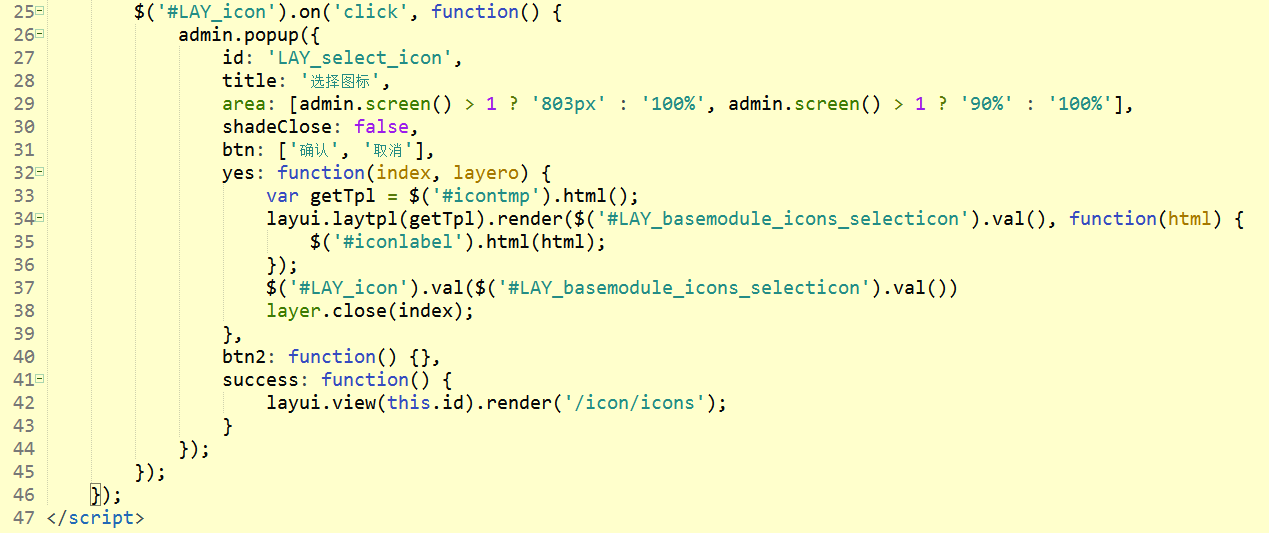 25 $('#LAY_icon').on('click', function() {
26 admin.popup({
27 id: 'LAY_select_icon',
28 title: '选择图标',
29 area: [admin.screen() > 1 ? '803px' : '100%', admin.screen() > 1 ? '90%' : '100%'],
30 shadeClose: false,
31 btn: ['确认', '取消'],
32 yes: function(index, layero) {
33 var getTpl = $('#icontmp').html();
34 layui.laytpl(getTpl).render($('#LAY_basemodule_icons_selecticon').val(), function(html) {
35 $('#iconlabel').html(html);
36 });
37 $('#LAY_icon').val($('#LAY_basemodule_icons_selecticon').val())
38 layer.close(index);
39 },
40 btn2: function() {},
41 success: function() {
42 layui.view(this.id).render('/icon/icons');
43 }
44 });
45 });
46 });
47 </script>